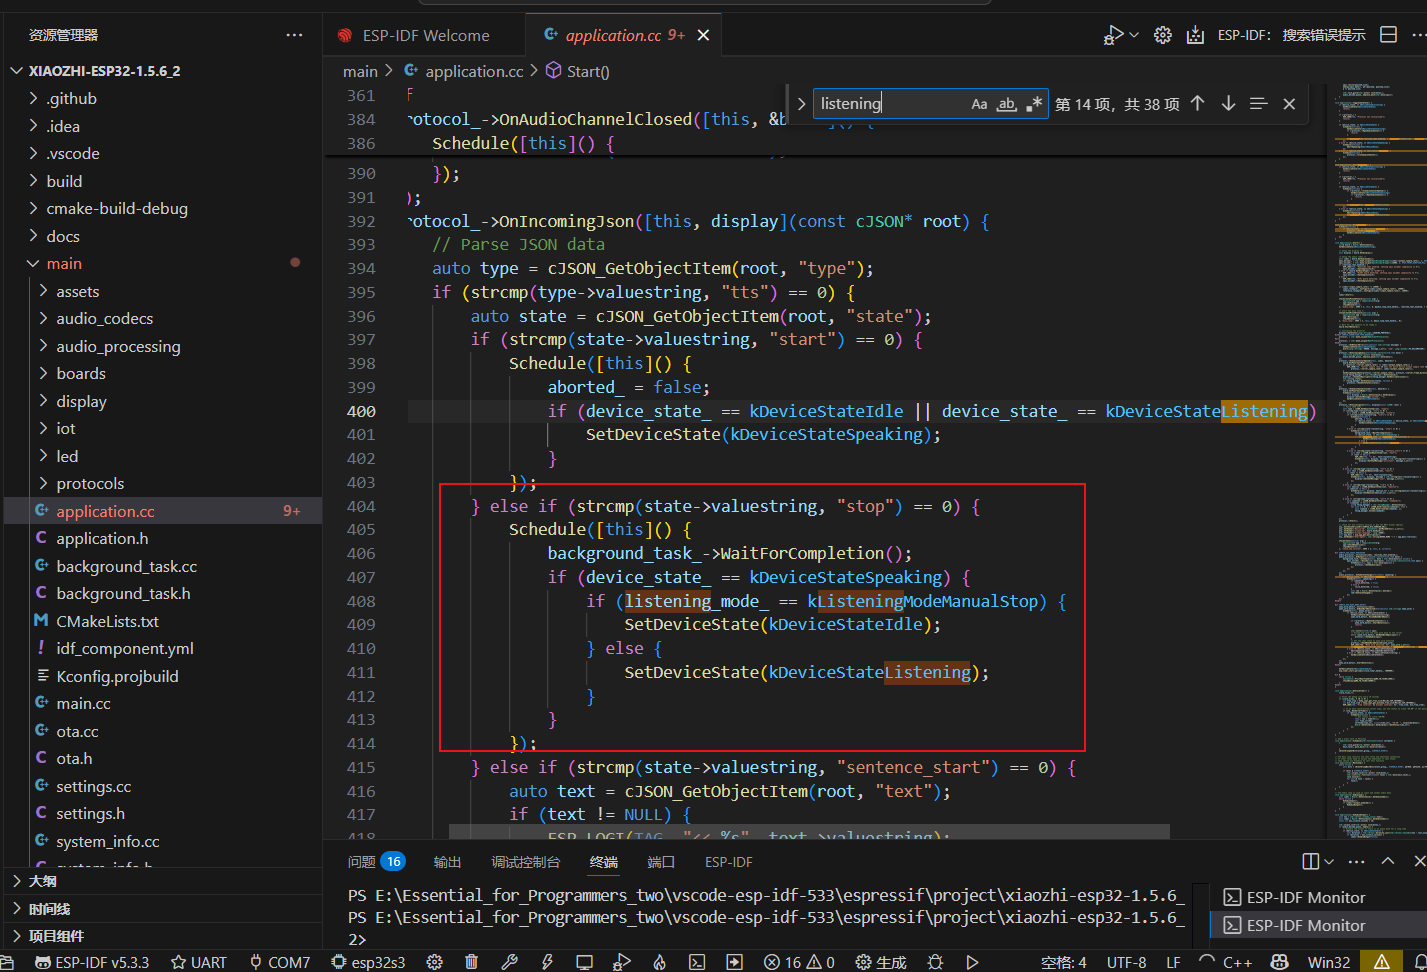 资源管理器
ESP-IDF Welcome
application.cc 9+
ESP-IDF: 搜索错误提示
XIAOZHI-ESP32-1.5.6_2
.github
.idea
.vscode
build
cmake-build-debug
docs
main
assets
audio_codecs
audio_processing
boards
display
iot
led
protocols
application.cc 9+
application.h
background_task.cc
background_task.h
CMakeLists.txt
idf_component.yml
Kconfig.projbuild
main.cc
ota.cc
ota.h
settings.cc
settings.h
system_info.cc
system_info.h
大纲
时间线
项目组件
main > application.cc > Start()
listening
Aa ab
第 14 项，共 38 项
361
384 rotocol_->OnAudioChannelClosed([this, &b
386 Schedule([this]() {
390 });
391 );
392 rotocol_->OnIncomingJson([this, display](const cJSON* root) {
393 // Parse JSON data
394 auto type = cJSON_GetObjectItem(root, "type");
395 if (strcmp(type->valuestring, "tts") == 0) {
396 auto state = cJSON_GetObjectItem(root, "state");
397 if (strcmp(state->valuestring, "start") == 0) {
398 Schedule([this]() {
399 aborted_ = false;
400 if (device_state_ == kDeviceStateIdle || device_state_ == kDeviceStateListening)
401 SetDeviceState(kDeviceStateSpeaking);
402 }
403 });
404 } else if (strcmp(state->valuestring, "stop") == 0) {
405 Schedule([this]() {
406 background_task_->WaitForCompletion();
407 if (device_state_ == kDeviceStateSpeaking) {
408 if (listening_mode_ == kListeningModeManualStop) {
409 SetDeviceState(kDeviceStateIdle);
410 } else {
411 SetDeviceState(kDeviceStateListening);
412 }
413 }
414 });
415 } else if (strcmp(state->valuestring, "sentence_start") == 0) {
416 auto text = cJSON_GetObjectItem(root, "text");
417 if (text != NULL) {
418 ESP_LOGI(TAG, "<< %s", text->valuestring);
问题 16 输出 调试控制台 终端 端口 ESP-IDF
PS E:\Essential_for_Programmers_two\vscode-esp-idf-533\espressif\project\xiaozhi-esp32-1.5.6_
PS E:\Essential_for_Programmers_two\vscode-esp-idf-533\espressif\project\xiaozhi-esp32-1.5.6_
2>
ESP-IDF Monitor
ESP-IDF Monitor
ESP-IDF v5.3.3 UART COM7 esp32s3 16 0 生成 空格: 4 UTF-8 LF C++ Win32